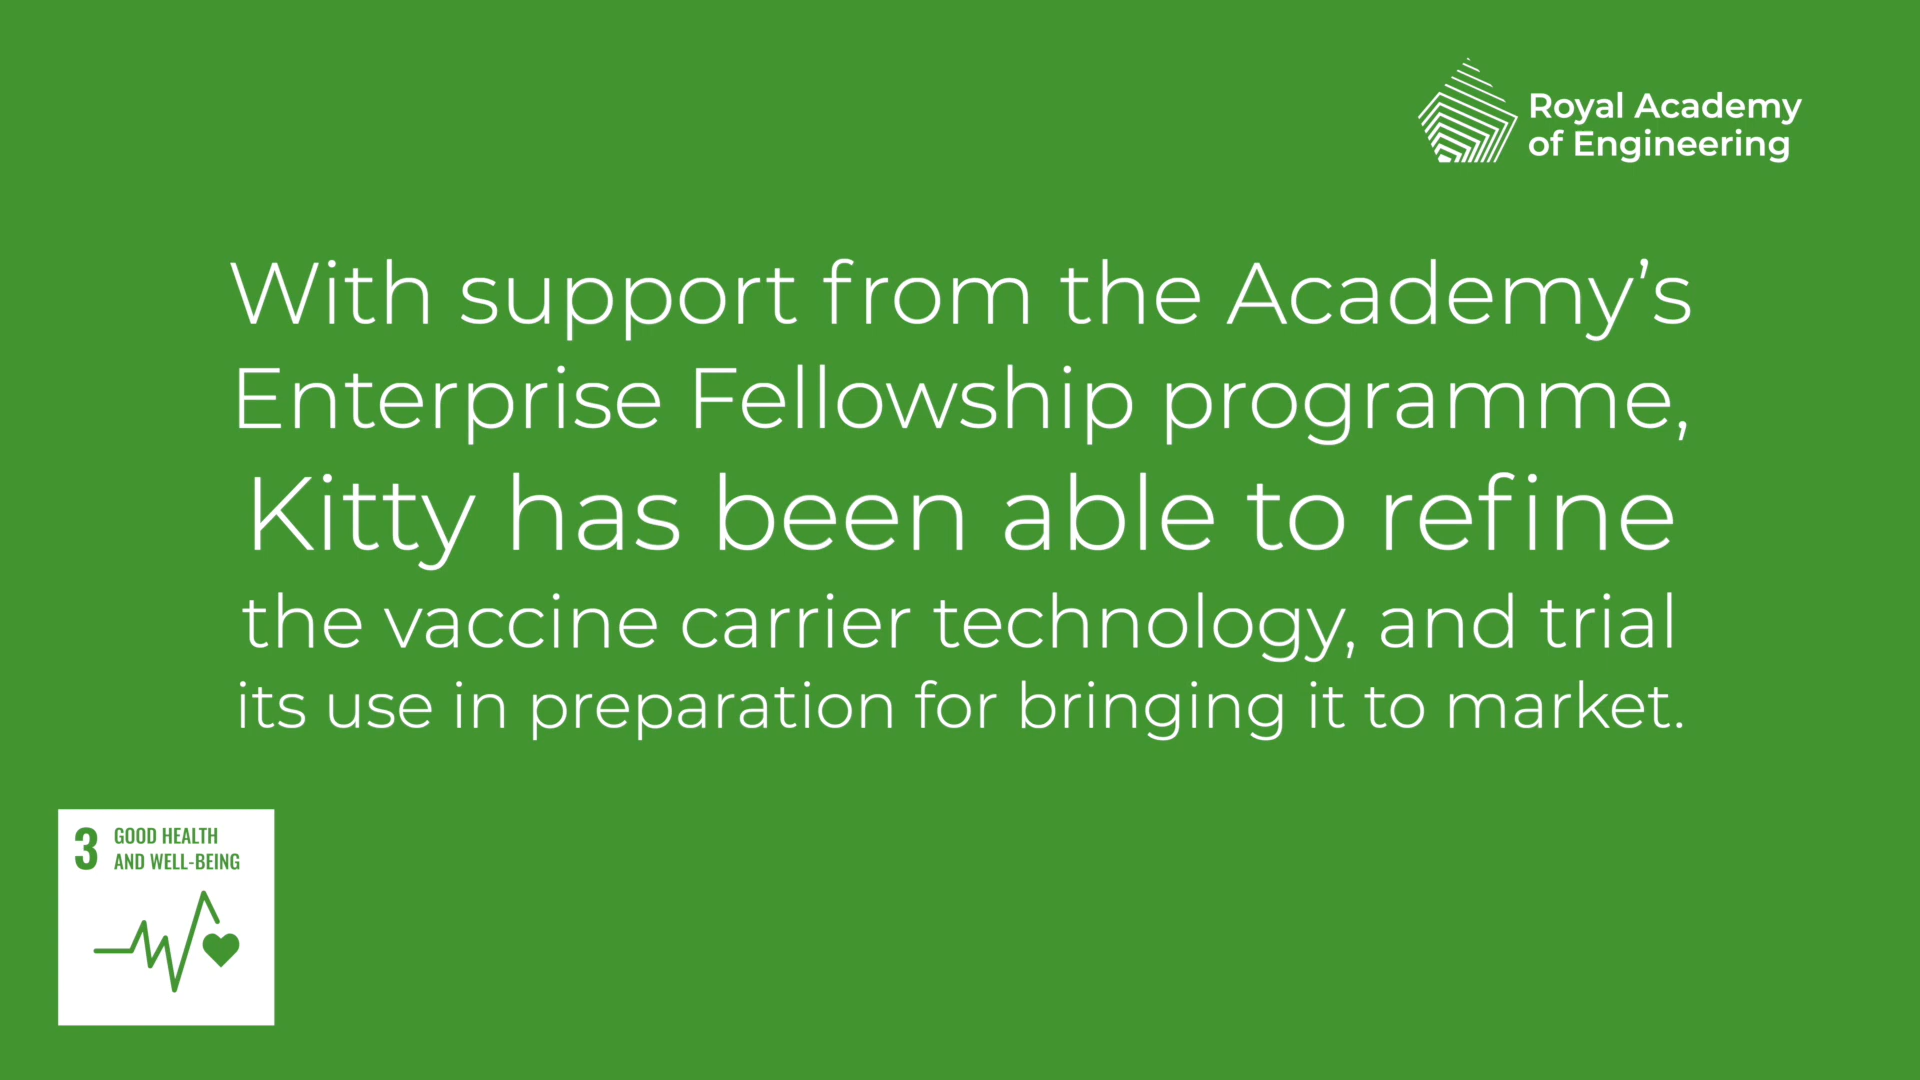 Royal Academy
of Engineering
With support from the Academy’s
Enterprise Fellowship programme,
Kitty has been able to refine
the vaccine carrier technology, and trial
its use in preparation for bringing it to market.
3 GOOD HEALTH
AND WELL-BEING